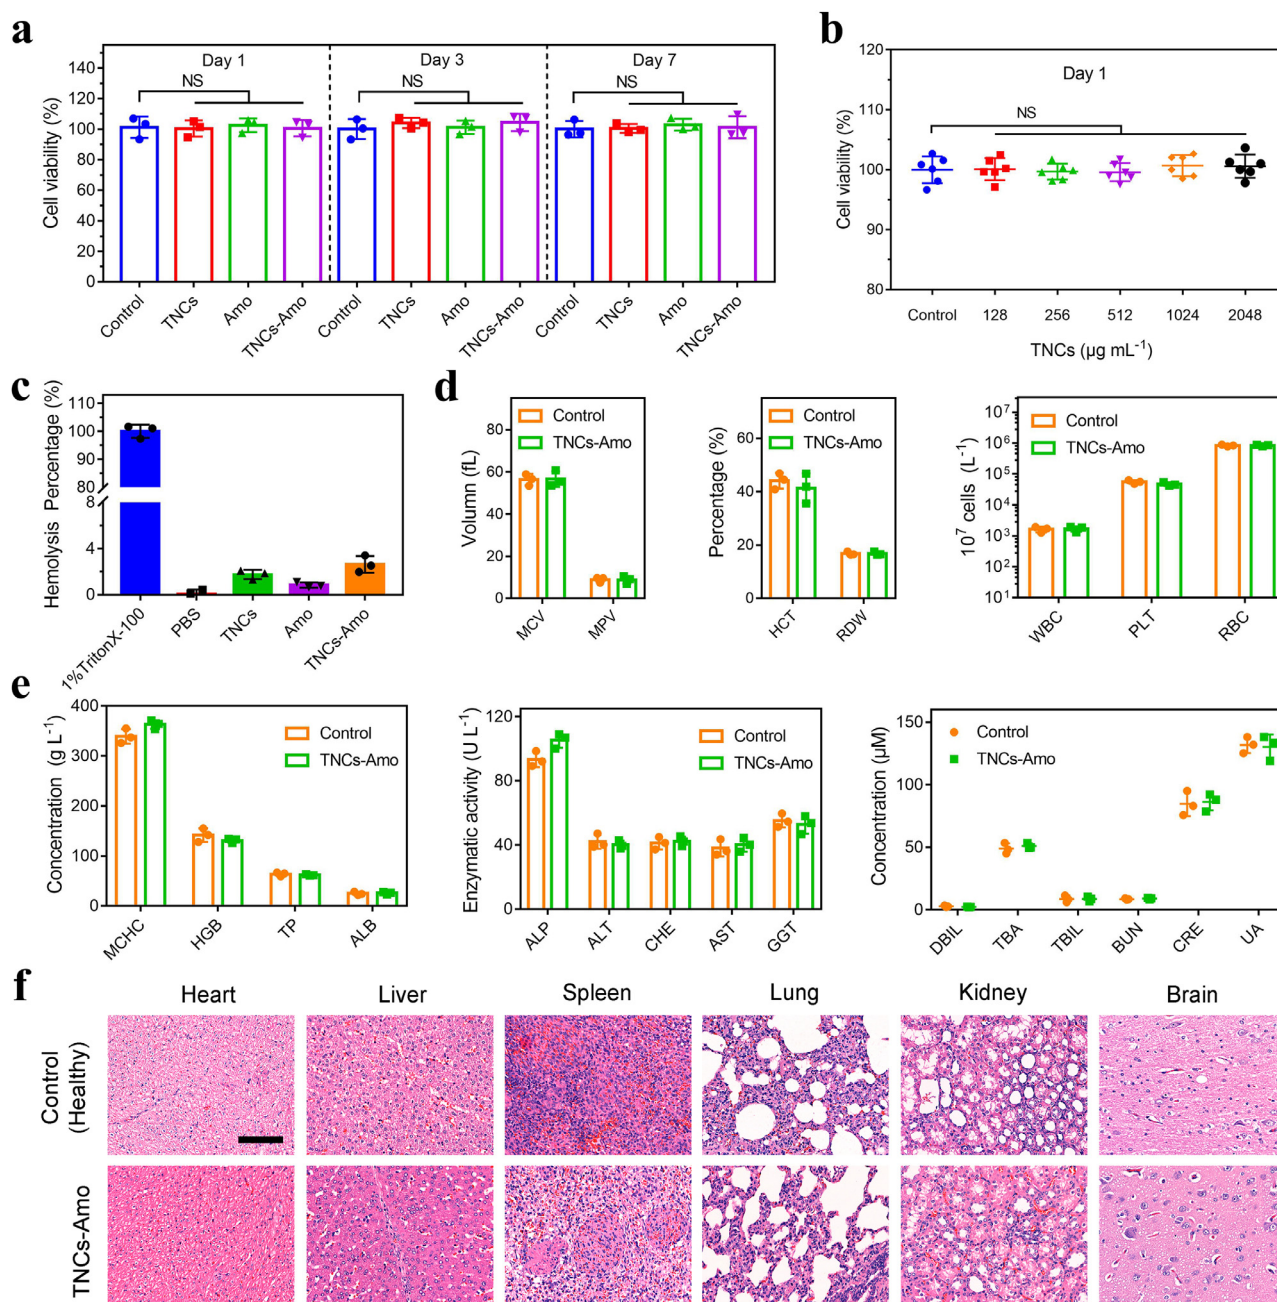 a
Day 1
Day 3
Day 7
NS
NS
NS
Cell viability (%)
140
120
100
80
60
40
20
0
Control
TNCs
Amo
TNCs-Amo
Control
TNCs
Amo
TNCs-Amo
Control
TNCs
Amo
TNCs-Amo
b
Day 1
NS
Cell viability (%)
120
110
100
90
80
Control
128
256
512
1024
2048
TNCs (µg mL⁻¹)
c
Hemolysis Percentage (%)
110
100
90
80
8
4
0
1%TritonX-100
PBS
TNCs
Amo
TNCs-Amo
d
Control
TNCs-Amo
Volumn (fL)
80
60
40
20
0
MCV
MPV
Control
TNCs-Amo
Percentage (%)
60
40
20
0
HCT
RDW
Control
TNCs-Amo
10⁷ cells (L⁻¹)
10⁷
10⁶
10⁵
10⁴
10³
10²
10¹
WBC
PLT
RBC
e
Control
TNCs-Amo
Concentration (g L⁻¹)
400
300
200
100
0
MCHC
HGB
TP
ALB
Control
TNCs-Amo
Enzymatic activity (U L⁻¹)
120
80
40
0
ALP
ALT
CHE
AST
GGT
Control
TNCs-Amo
Concentration (µM)
150
100
50
0
DBIL
TBA
TBIL
BUN
CRE
UA
f
Heart
Liver
Spleen
Lung
Kidney
Brain
Control
(Healthy)
TNCs-Amo